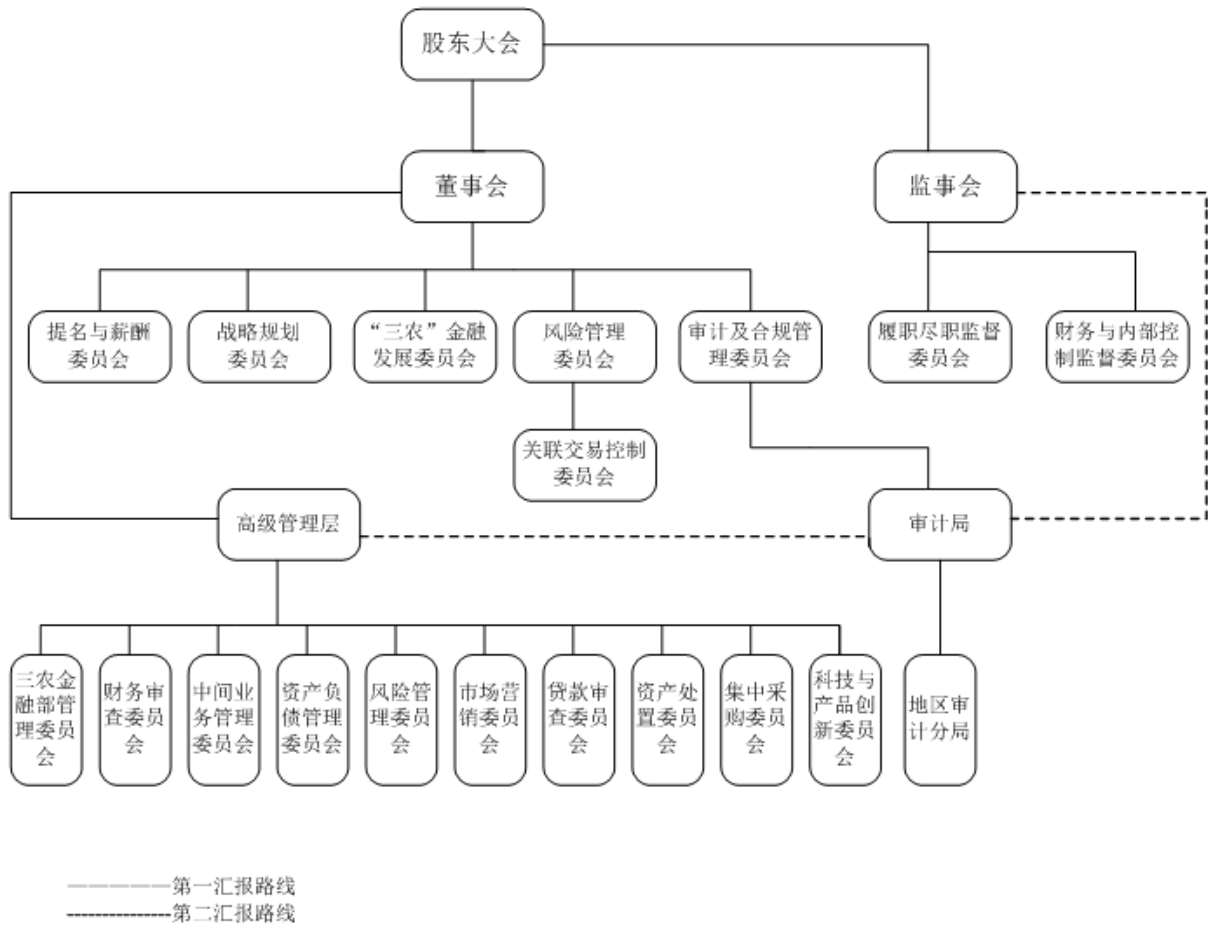 股东大会
董事会
监事会
提名与薪酬
委员会
战略规划
委员会
“三农”金融
发展委员会
风险管理
委员会
审计及合规管
理委员会
履职尽职监督
委员会
财务与内部控
制监督委员会
关联交易控制
委员会
高级管理层
审计局
三农金
融部管
理委员
会
财务审
查委员
会
中间业
务管理
委员会
资产负
债管理
委员会
风险管
理委员
会
市场营
销委员
会
贷款审
查委员
会
资产处
置委员
会
集中采
购委员
会
科技与
产品创
新委员
会
地区审
计分局
第一汇报路线
第二汇报路线